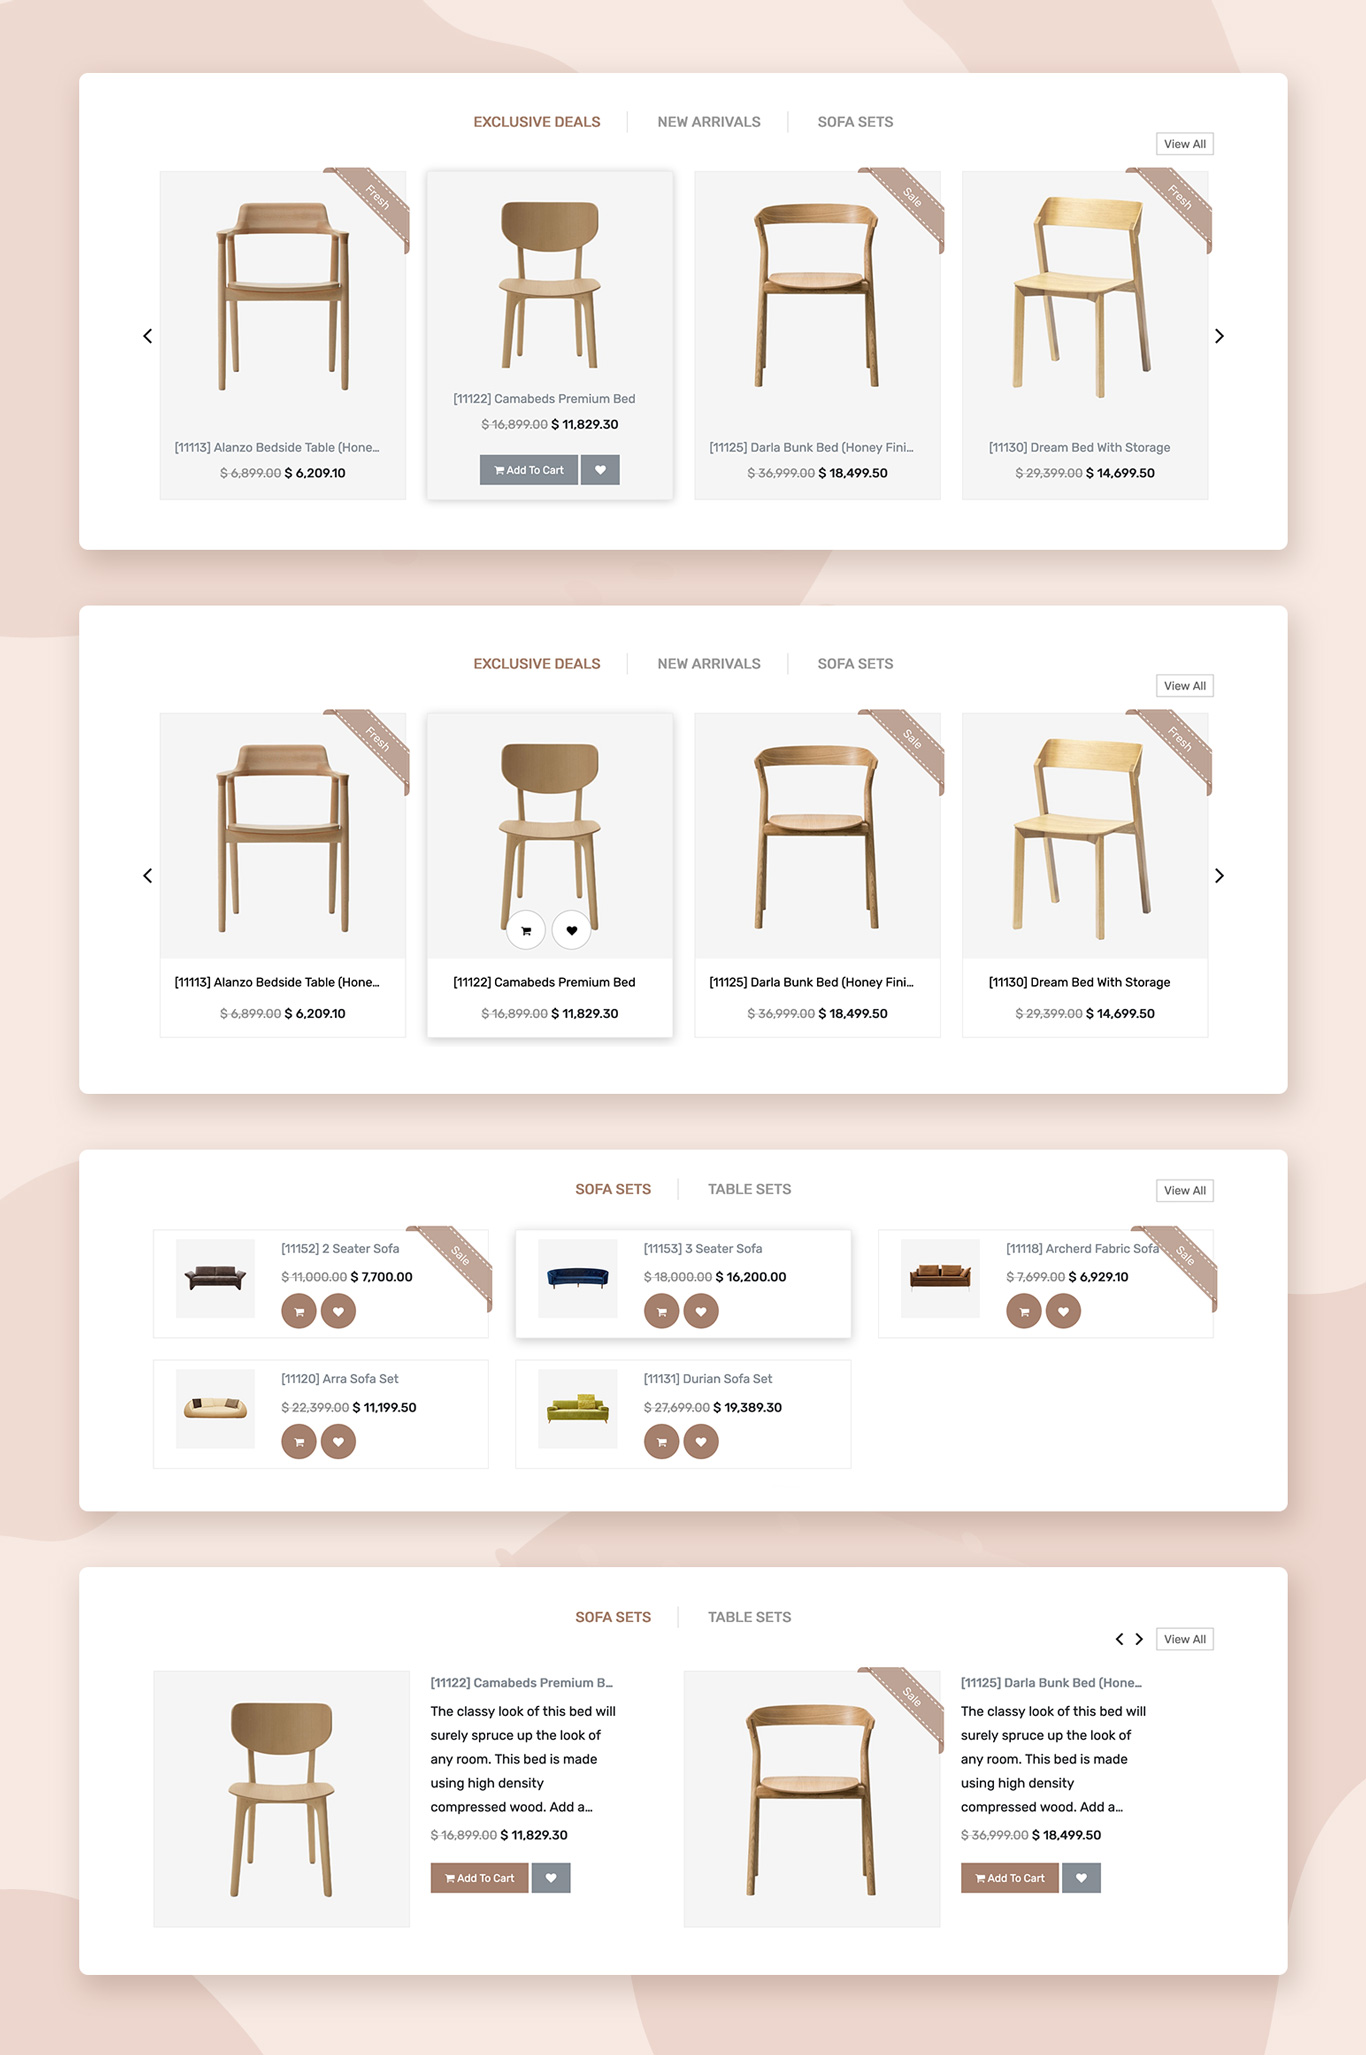 EXCLUSIVE DEALS
NEW ARRIVALS
SOFA SETS
View All
Fresh
Sale
Fresh
[11113] Alanzo Bedside Table (Hone...
$ 6,899.00 $ 6,209.10
[11122] Camabeds Premium Bed
$ 16,899.00 $ 11,829.30
Add To Cart
[11125] Darla Bunk Bed (Honey Fini...
$ 36,999.00 $ 18,499.50
[11130] Dream Bed With Storage
$ 29,399.00 $ 14,699.50
EXCLUSIVE DEALS
NEW ARRIVALS
SOFA SETS
View All
Fresh
Sale
Fresh
[11113] Alanzo Bedside Table (Hone...
$ 6,899.00 $ 6,209.10
[11122] Camabeds Premium Bed
$ 16,899.00 $ 11,829.30
[11125] Darla Bunk Bed (Honey Fini...
$ 36,999.00 $ 18,499.50
[11130] Dream Bed With Storage
$ 29,399.00 $ 14,699.50
SOFA SETS
TABLE SETS
View All
[11152] 2 Seater Sofa
$ 11,000.00 $ 7,700.00
Sale
[11153] 3 Seater Sofa
$ 18,000.00 $ 16,200.00
[11118] Archerd Fabric Sofa
$ 7,699.00 $ 6,929.10
Sale
[11120] Arra Sofa Set
$ 22,399.00 $ 11,199.50
[11131] Durian Sofa Set
$ 27,699.00 $ 19,389.30
SOFA SETS
TABLE SETS
View All
[11122] Camabeds Premium B...
The classy look of this bed will
surely spruce up the look of
any room. This bed is made
using high density
compressed wood. Add a...
$ 16,899.00 $ 11,829.30
Add To Cart
Sale
[11125] Darla Bunk Bed (Hone...
The classy look of this bed will
surely spruce up the look of
any room. This bed is made
using high density
compressed wood. Add a...
$ 36,999.00 $ 18,499.50
Add To Cart